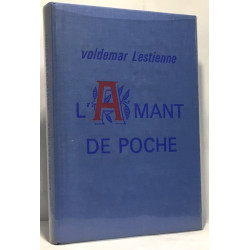 Voldemar Lestienne
L'AMANT
DE POCHE